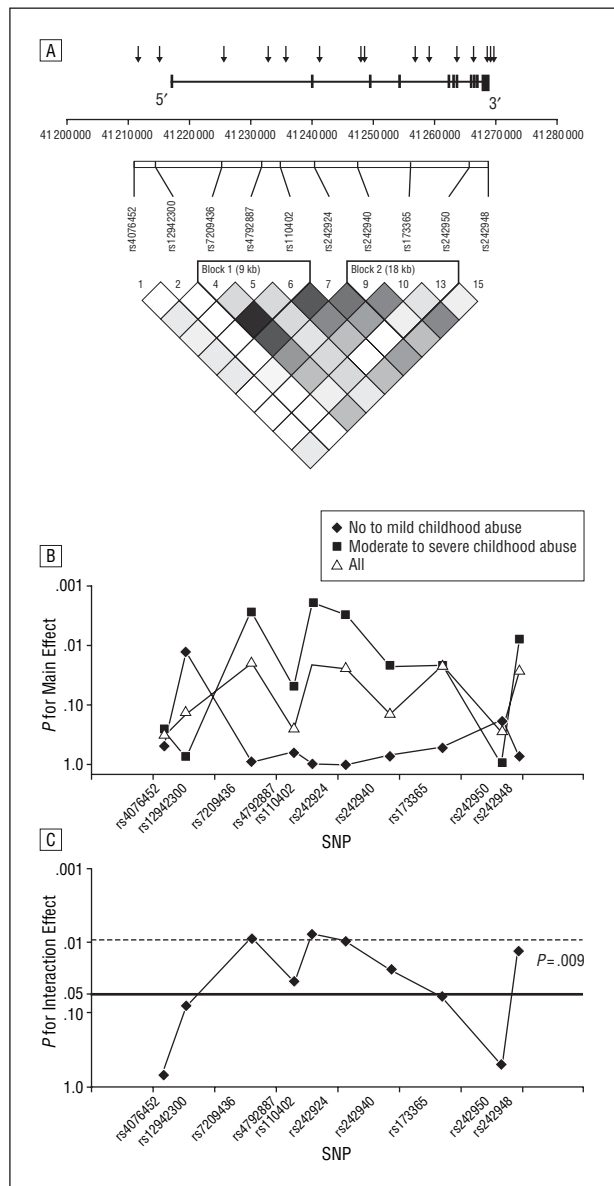 A
5′ 3′
41 200 000 41 210 000 41 220 000 41 230 000 41 240 000 41 250 000 41 260 000 41 270 000 41 280 000
rs4076452 rs12942300 rs7209436 rs4792887 rs110402 rs242924 rs242940 rs173365 rs242950 rs242948
Block 1 (9 kb) Block 2 (18 kb)
1 2 4 5 6 7 9 10 13 15
No to mild childhood abuse
Moderate to severe childhood abuse
All
B
P for Main Effect
.001
.01
.10
1.0
rs4076452 rs12942300 rs7209436 rs4792887 rs110402 rs242924 rs242940 rs173365 rs242950 rs242948
SNP
C
P for Interaction Effect
.001
.01
P = .009
.05
.10
1.0
rs4076452 rs12942300 rs7209436 rs4792887 rs110402 rs242924 rs242940 rs173365 rs242950 rs242948
SNP